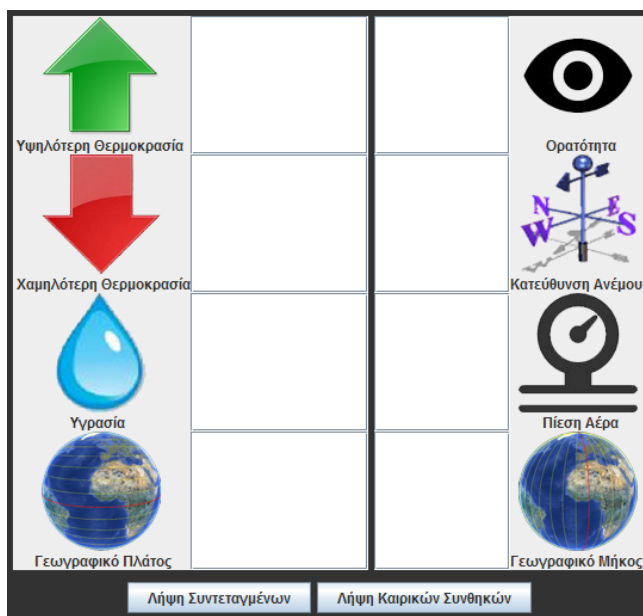 Υψηλότερη Θερμοκρασία
Ορατότητα
N E
W S
Χαμηλότερη Θερμοκρασία
Κατεύθυνση Ανέμου
Υγρασία
Πίεση Αέρα
Γεωγραφικό Πλάτος
Γεωγραφικό Μήκος
Λήψη Συντεταγμένων
Λήψη Καιρικών Συνθηκών